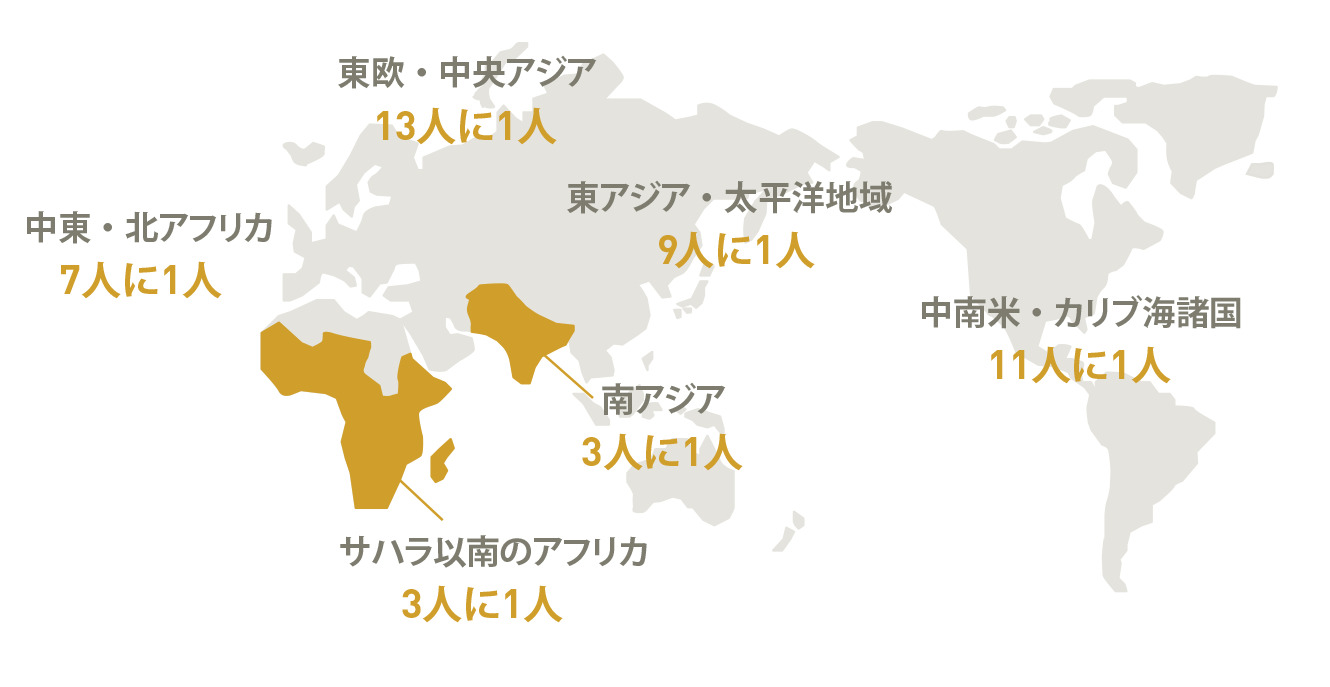 東欧・中央アジア
13人に1人
東アジア・太平洋地域
9人に1人
中東・北アフリカ
7人に1人
中南米・カリブ海諸国
11人に1人
南アジア
3人に1人
サハラ以南のアフリカ
3人に1人